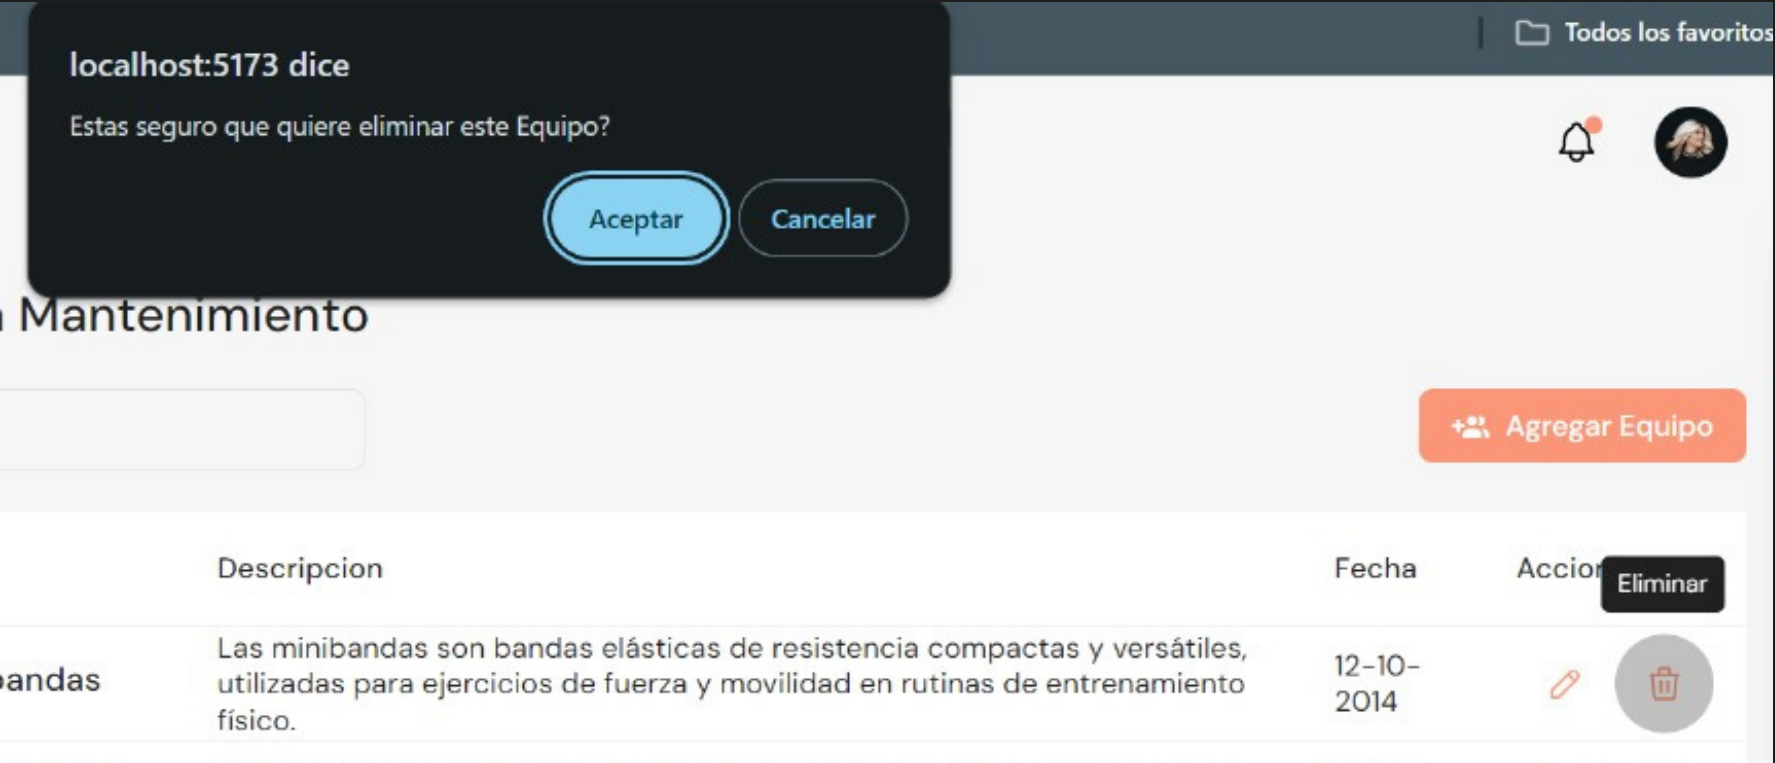 Todos los favoritos
localhost:5173 dice
Estas seguro que quiere eliminar este Equipo?
Aceptar
Cancelar
Mantenimiento
Agregar Equipo
Descripcion
Fecha
Accion
Eliminar
bandas
Las minibandas son bandas elásticas de resistencia compactas y versátiles,
utilizadas para ejercicios de fuerza y movilidad en rutinas de entrenamiento
físico.
12-10-
2014